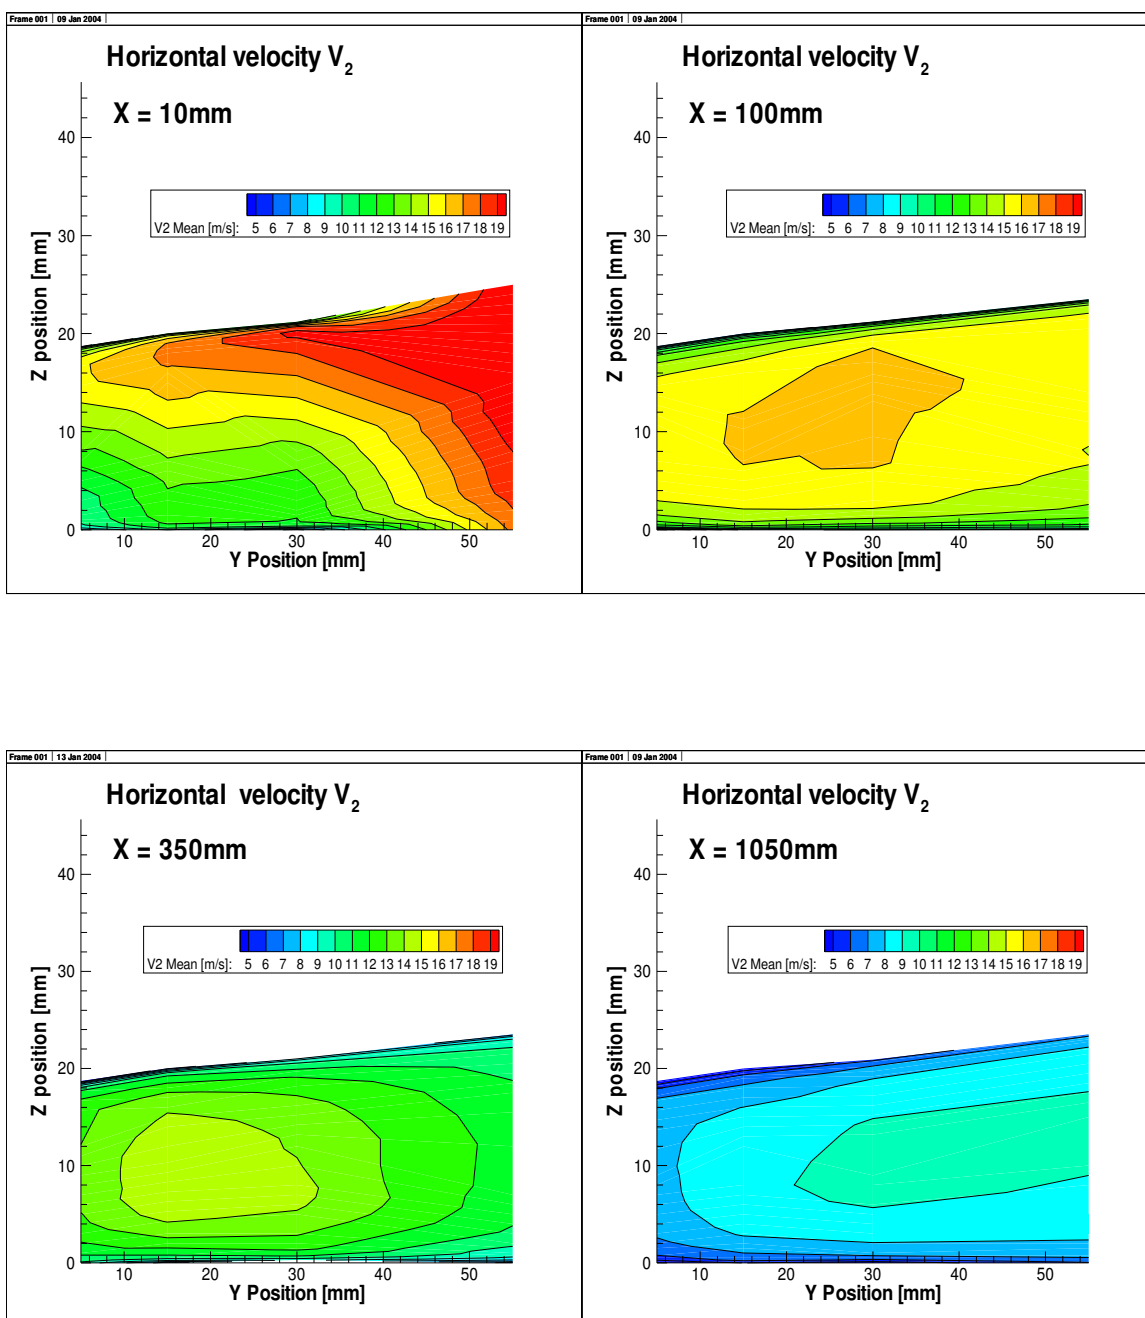 Frame 001 | 09 Jan 2004
Horizontal velocity V2
X = 10mm
V2 Mean [m/s]: 5 6 7 8 9 10 11 12 13 14 15 16 17 18 19
Z position [mm]
40
30
20
10
0
10 20 30 40 50
Y Position [mm]
Frame 001 | 09 Jan 2004
Horizontal velocity V2
X = 100mm
V2 Mean [m/s]: 5 6 7 8 9 10 11 12 13 14 15 16 17 18 19
Z position [mm]
40
30
20
10
0
10 20 30 40 50
Y Position [mm]
Frame 001 | 13 Jan 2004
Horizontal velocity V2
X = 350mm
V2 Mean [m/s]: 5 6 7 8 9 10 11 12 13 14 15 16 17 18 19
Z position [mm]
40
30
20
10
0
10 20 30 40 50
Y Position [mm]
Frame 001 | 09 Jan 2004
Horizontal velocity V2
X = 1050mm
V2 Mean [m/s]: 5 6 7 8 9 10 11 12 13 14 15 16 17 18 19
Z position [mm]
40
30
20
10
0
10 20 30 40 50
Y Position [mm]